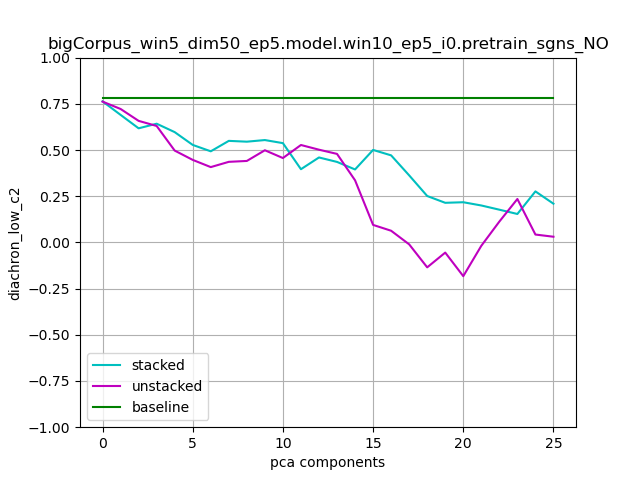 bigCorpus_win5_dim50_ep5.model.win10_ep5_i0.pretrain_sgns_NO
1.00
0.75
0.50
0.25
0.00
−0.25
−0.50
−0.75
−1.00
diachron_low_c2
stacked
unstacked
baseline
0 5 10 15 20 25
pca components